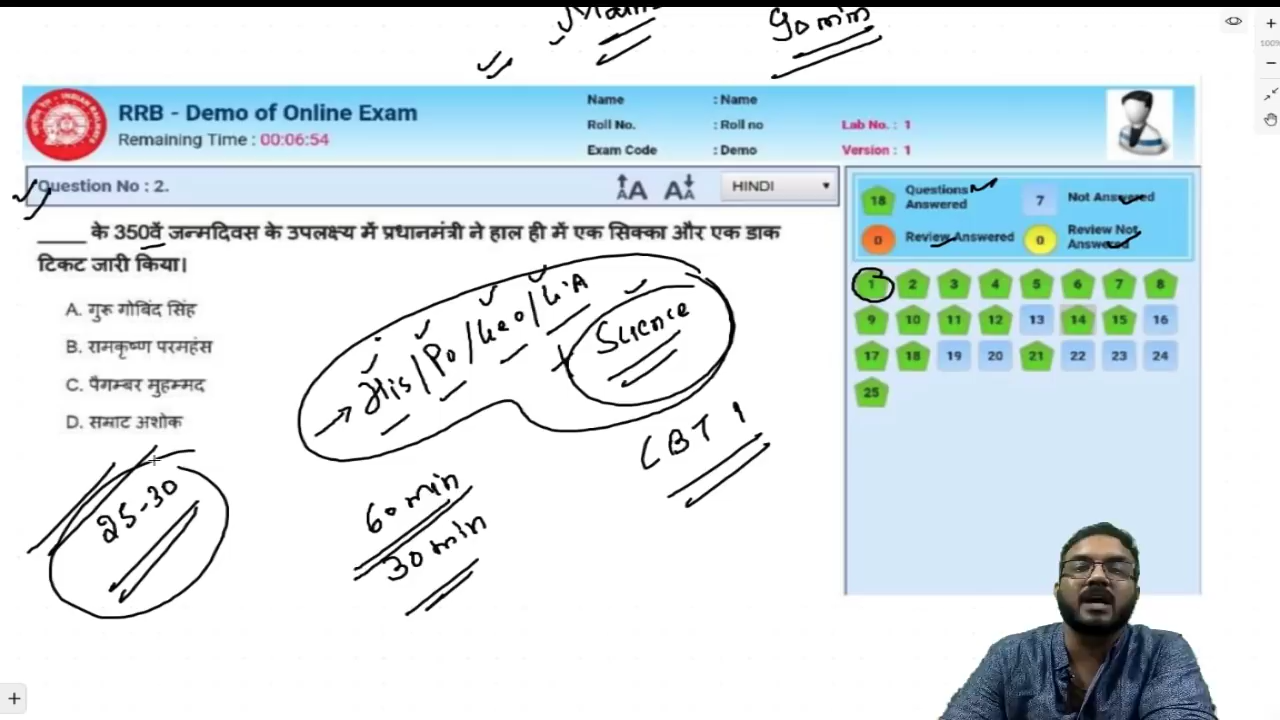 90 min
RRB - Demo of Online Exam
Remaining Time : 00:06:54
Name : Name
Roll No. : Roll no
Exam Code : Demo
Lab No. : 1
Version : 1
Question No : 2.
HINDI
____ के 350वें जन्मदिवस के उपलक्ष्य में प्रधानमंत्री ने हाल ही में एक सिक्का और एक डाक
टिकट जारी किया।
A. गुरू गोबिंद सिंह
B. रामकृष्ण परमहंस
C. पैगम्बर मुहम्मद
D. सम्राट अशोक
18 Questions Answered
7 Not Answered
0 Review Answered
0 Review Not Answered
1 2 3 4 5 6 7 8
9 10 11 12 13 14 15 16
17 18 19 20 21 22 23 24
25
His/Po/Geo/G.A
+ Science
CBT 1
60 min
30 min
25-30
100%